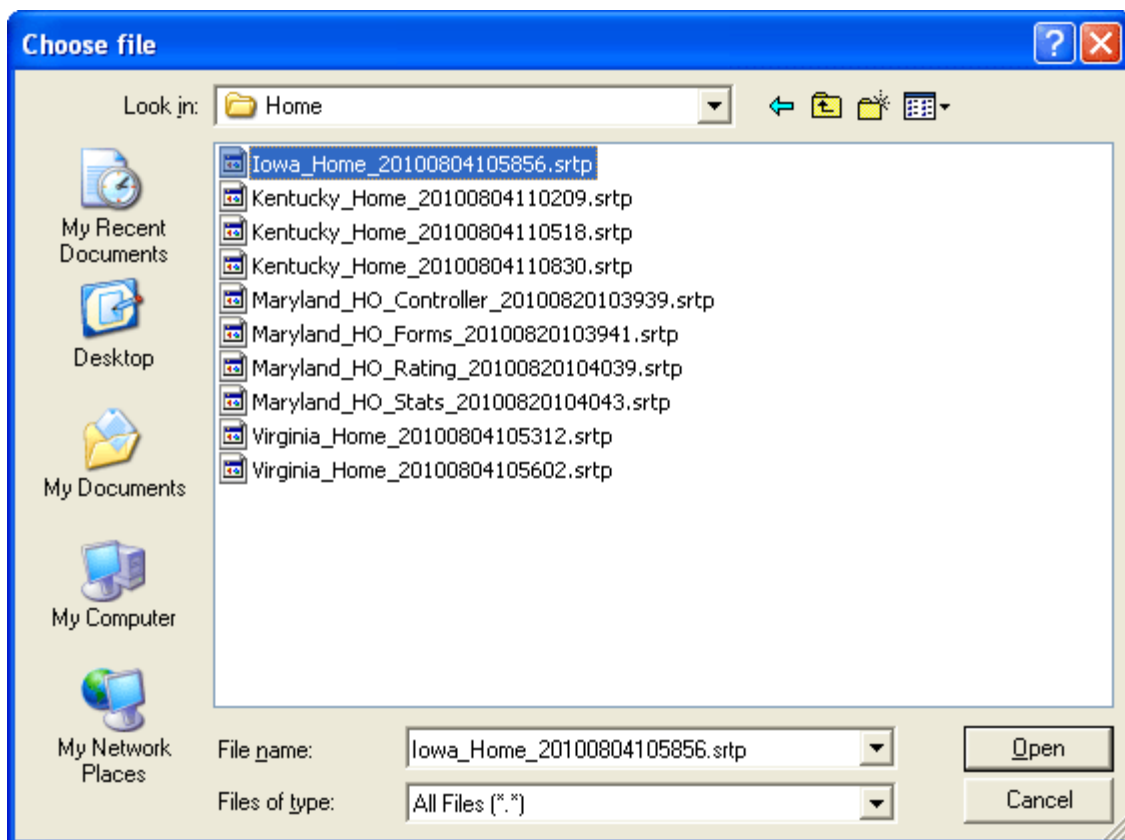 Choose file
Look in: Home
Iowa_Home_20100804105856.srtp
Kentucky_Home_20100804110209.srtp
Kentucky_Home_20100804110518.srtp
Kentucky_Home_20100804110830.srtp
Maryland_HO_Controller_20100820103939.srtp
Maryland_HO_Forms_20100820103941.srtp
Maryland_HO_Rating_20100820104039.srtp
Maryland_HO_Stats_20100820104043.srtp
Virginia_Home_20100804105312.srtp
Virginia_Home_20100804105602.srtp
My Recent
Documents
Desktop
My Documents
My Computer
My Network
Places
File name: Iowa_Home_20100804105856.srtp Open
Files of type: All Files (*.*) Cancel